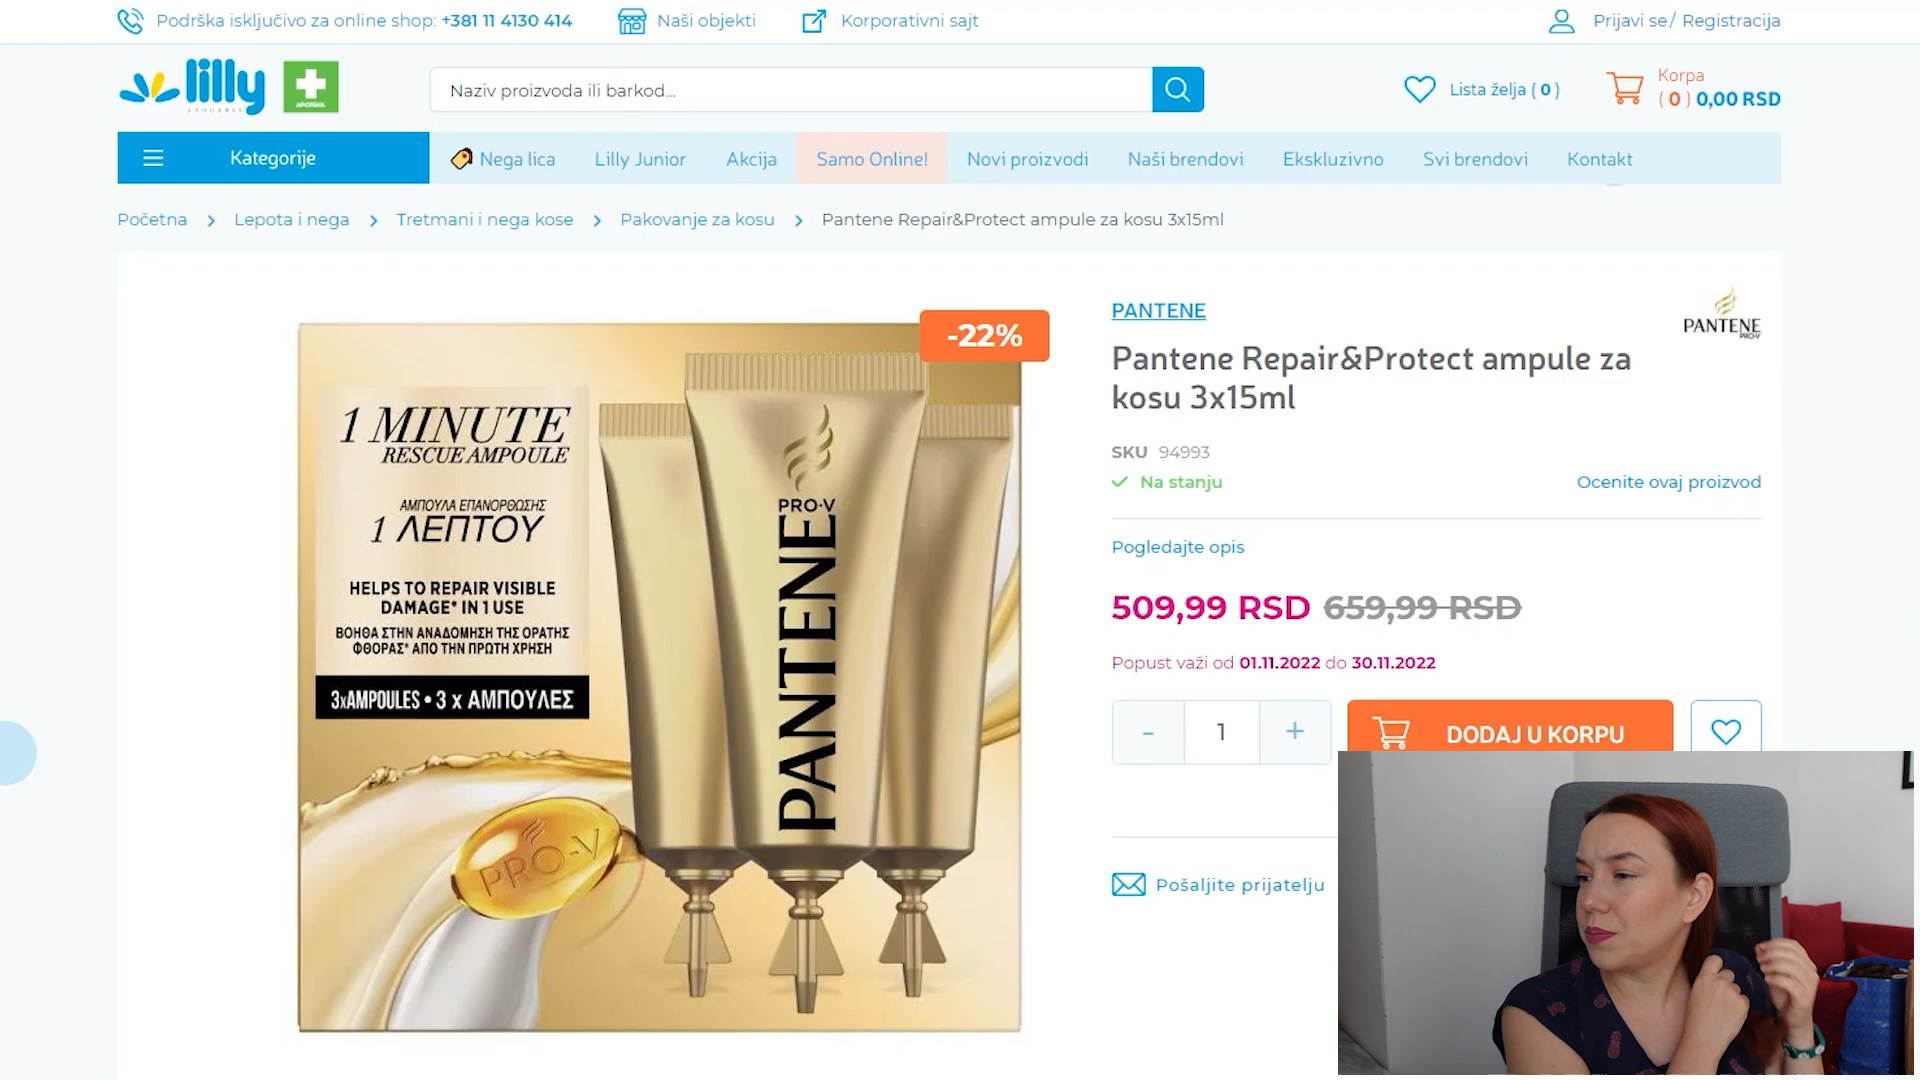 Podrška isključivo za online shop: +381 11 4130 414
Naši objekti
Korporativni sajt
Prijavi se/ Registracija
lilly
APOTEKA
Naziv proizvoda ili barkod...
Lista želja ( 0 )
Korpa
( 0 ) 0,00 RSD
Kategorije
Nega lica
Lilly Junior
Akcija
Samo Online!
Novi proizvodi
Naši brendovi
Ekskluzivno
Svi brendovi
Kontakt
Početna > Lepota i nega > Tretmani i nega kose > Pakovanje za kosu > Pantene Repair&Protect ampule za kosu 3x15ml
-22%
1 MINUTE
RESCUE AMPOULE
ΑΜΠΟΥΛΑ ΕΠΑΝΟΡΘΩΣΗΣ
1 ΛΕΠΤΟΥ
HELPS TO REPAIR VISIBLE
DAMAGE* IN 1 USE
ΒΟΗΘΑ ΣΤΗΝ ΑΝΑΔΟΜΗΣΗ ΤΗΣ ΟΡΑΤΗΣ
ΦΘΟΡΑΣ* ΑΠΟ ΤΗΝ ΠΡΩΤΗ ΧΡΗΣΗ
3xAMPOULES • 3 x ΑΜΠΟΥΛΕΣ
PRO-V
PANTENE
PRO-V
PANTENE
PANTENE
PRO-V
Pantene Repair&Protect ampule za
kosu 3x15ml
SKU 94993
Na stanju
Ocenite ovaj proizvod
Pogledajte opis
509,99 RSD 659,99 RSD
Popust važi od 01.11.2022 do 30.11.2022
- 1 +
DODAJ U KORPU
Pošaljite prijatelju